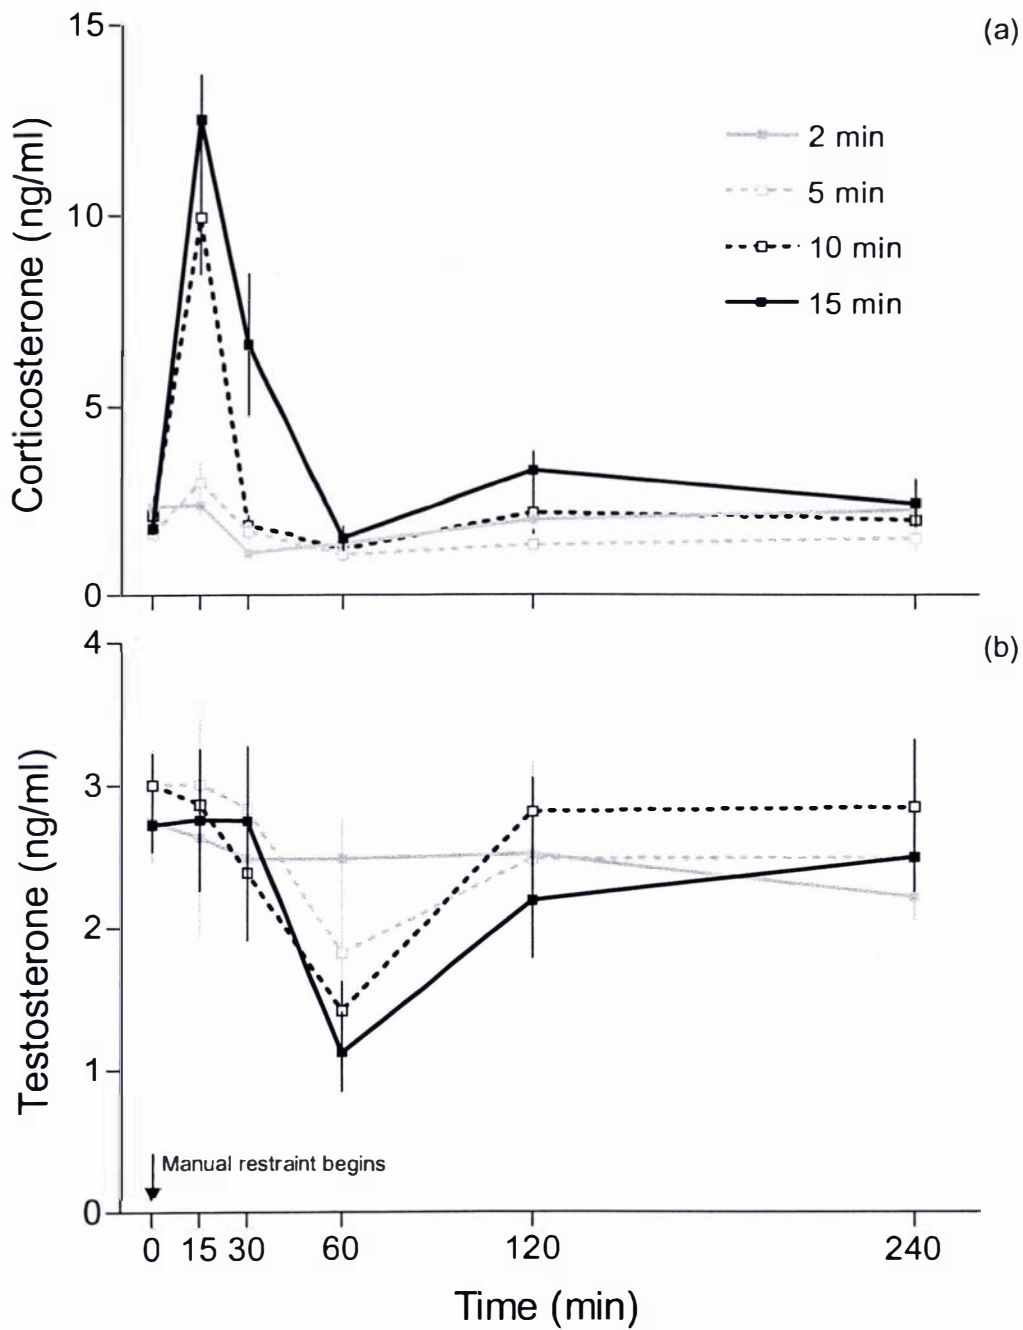 (a)
15
10
5
0
Corticosterone (ng/ml)
2 min
5 min
10 min
15 min
(b)
4
3
2
1
0
Testosterone (ng/ml)
Manual restraint begins
0 15 30 60 120 240
Time (min)